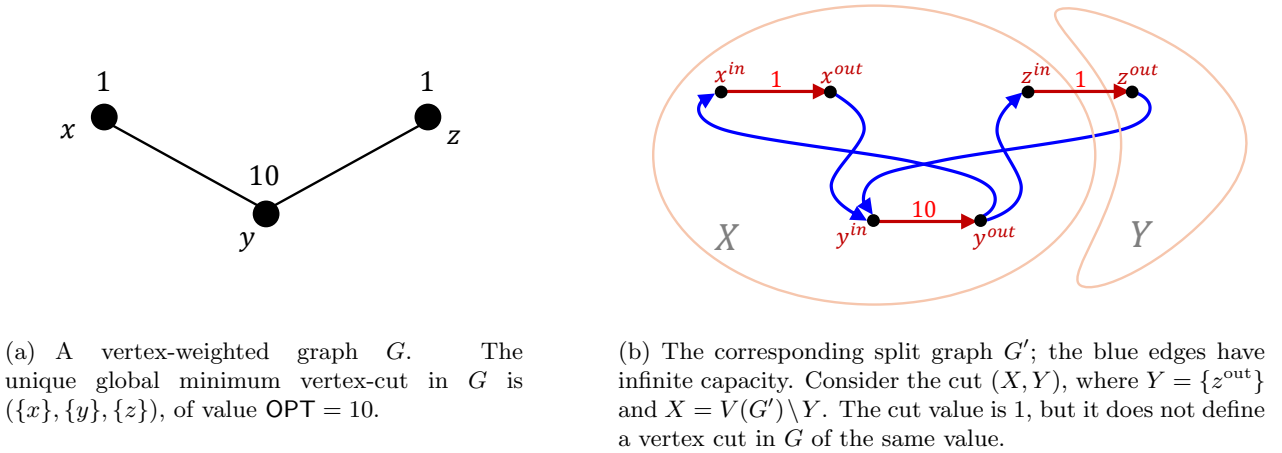 1
1
x
z
10
y
x^{in}
1
x^{out}
z^{in}
1
z^{out}
10
y^{in}
y^{out}
X
Y
(a) A vertex-weighted graph G. The
unique global minimum vertex-cut in G is
({x}, {y}, {z}), of value OPT = 10.
(b) The corresponding split graph G′; the blue edges have
infinite capacity. Consider the cut (X, Y), where Y = {z^{out}}
and X = V(G′)\Y. The cut value is 1, but it does not define
a vertex cut in G of the same value.